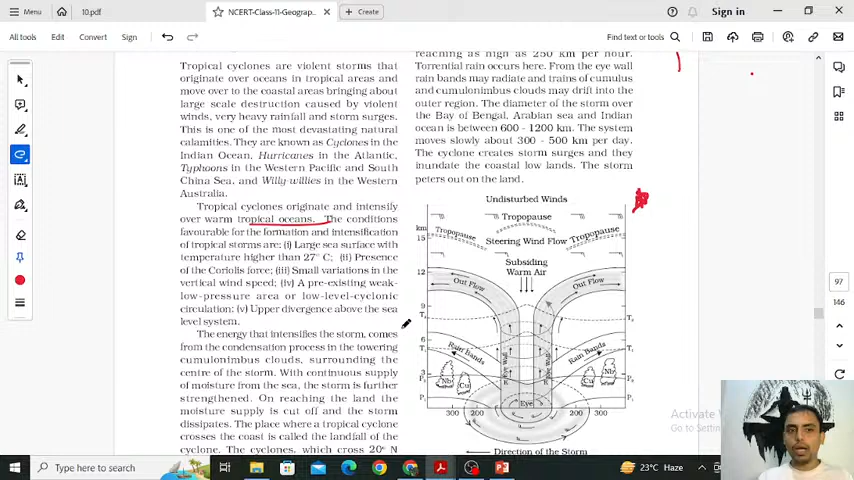 Menu
10.pdf
NCERT-Class-11-Geograp...
Create
Sign in
All tools
Edit
Convert
Sign
Find text or tools
Tropical cyclones are violent storms that
originate over oceans in tropical areas and
move over to the coastal areas bringing about
large scale destruction caused by violent
winds, very heavy rainfall and storm surges.
This is one of the most devastating natural
calamities. They are known as Cyclones in the
Indian Ocean, Hurricanes in the Atlantic,
Typhoons in the Western Pacific and South
China Sea, and Willy-willies in the Western
Australia.
Tropical cyclones originate and intensify
over warm tropical oceans. The conditions
favourable for the formation and intensification
of tropical storms are: (i) Large sea surface with
temperature higher than 27° C; (ii) Presence
of the Coriolis force; (iii) Small variations in the
vertical wind speed; (iv) A pre-existing weak-
low-pressure area or low-level-cyclonic
circulation; (v) Upper divergence above the sea
level system.
The energy that intensifies the storm, comes
from the condensation process in the towering
cumulonimbus clouds, surrounding the
centre of the storm. With continuous supply
of moisture from the sea, the storm is further
strengthened. On reaching the land the
moisture supply is cut off and the storm
dissipates. The place where a tropical cyclone
crosses the coast is called the landfall of the
cyclone. The cyclones, which cross 20° N
reaching as high as 250 km per hour.
Torrential rain occurs here. From the eye wall
rain bands may radiate and trains of cumulus
and cumulonimbus clouds may drift into the
outer region. The diameter of the storm over
the Bay of Bengal, Arabian sea and Indian
ocean is between 600 - 1200 km. The system
moves slowly about 300 - 500 km per day.
The cyclone creates storm surges and they
inundate the coastal low lands. The storm
peters out on the land.
Undisturbed Winds
Tropopause
km
Tropopause
Tropopause
15
Steering Wind Flow
Subsiding
Warm Air
12
Out Flow
Out Flow
9
6
Rain Bands
Rain Bands
Eye Wall
3
Nb
Cu
Cu
Nb
Eye
300 200
200 300
Direction of the Storm
97
146
Activate
Go to Setting
Type here to search
23°C Haze